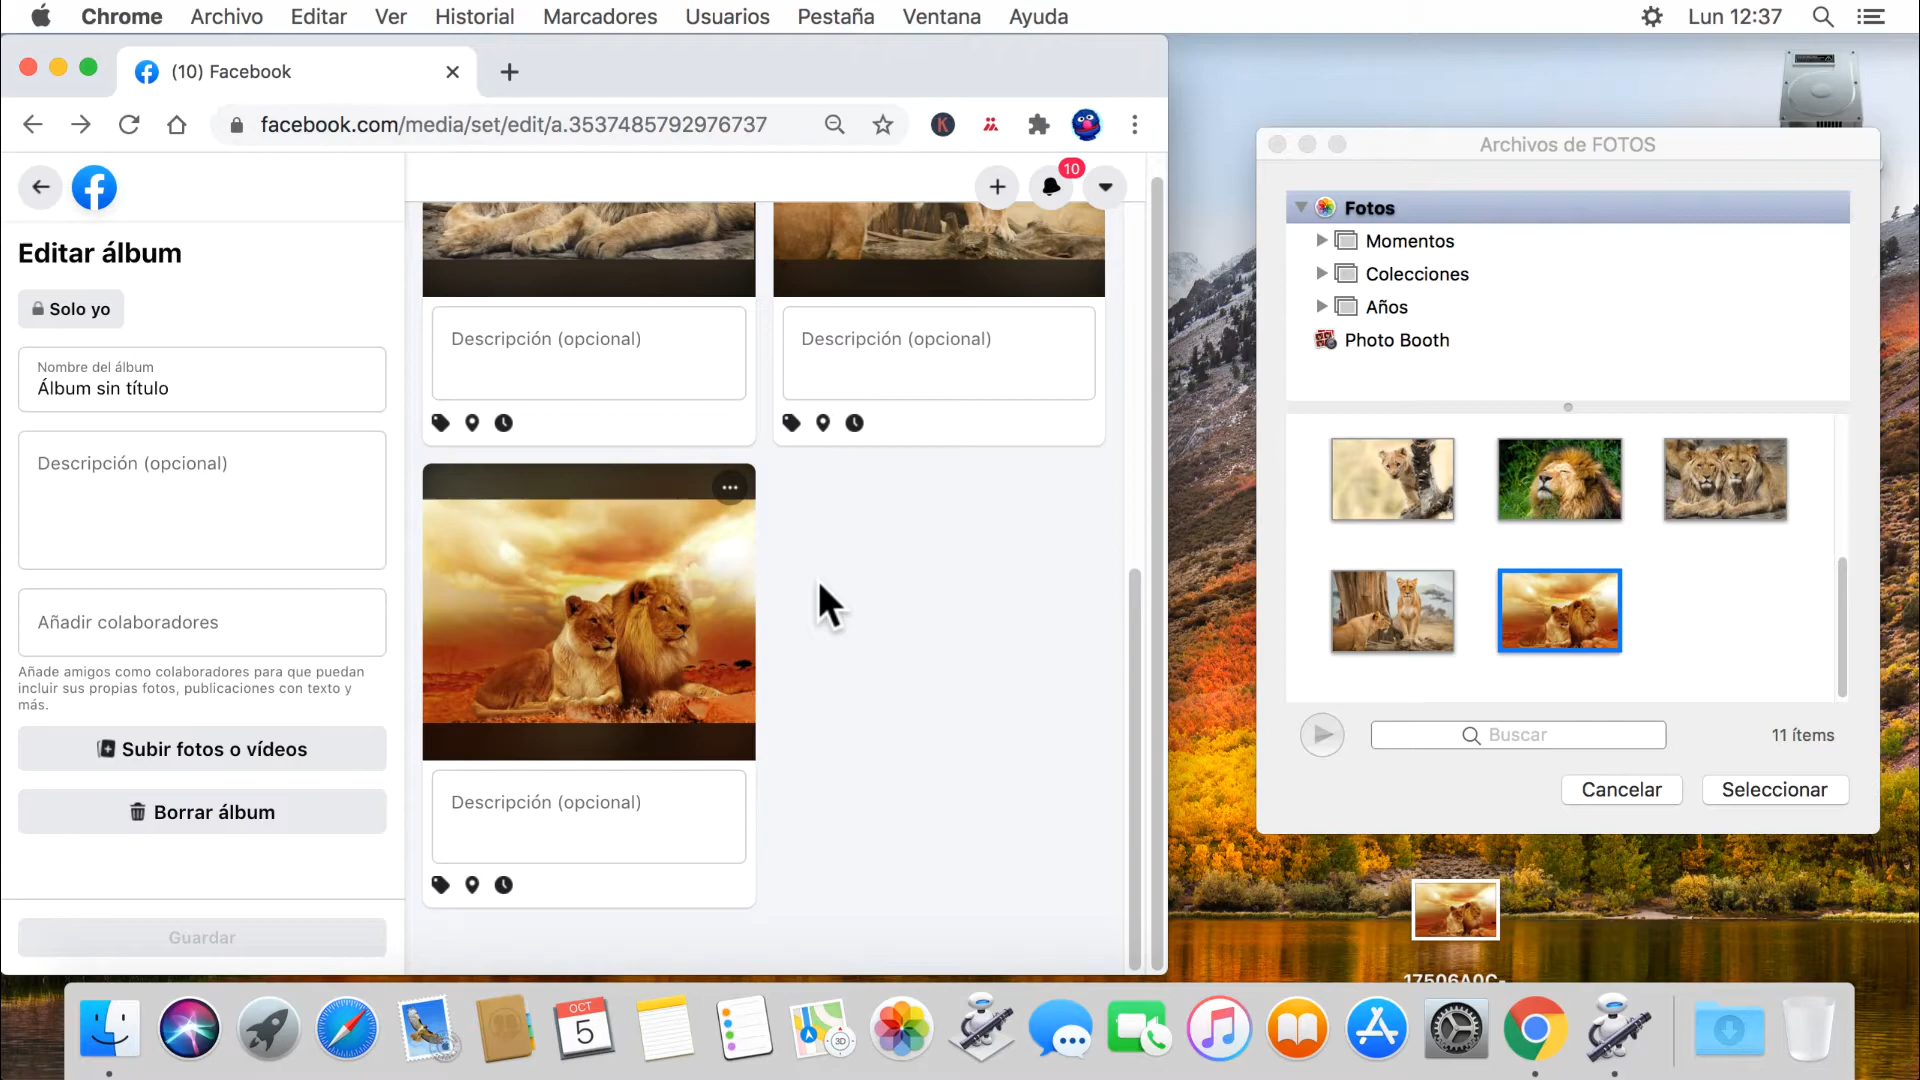 Chrome Archivo Editar Ver Historial Marcadores Usuarios Pestaña Ventana Ayuda Lun 12:37
(10) Facebook
facebook.com/media/set/edit/a.3537485792976737
10
Editar álbum
Solo yo
Nombre del álbum
Álbum sin título
Descripción (opcional)
Añadir colaboradores
Añade amigos como colaboradores para que puedan
incluir sus propias fotos, publicaciones con texto y
más.
Subir fotos o vídeos
Borrar álbum
Guardar
Descripción (opcional)
Descripción (opcional)
Descripción (opcional)
Archivos de FOTOS
Fotos
Momentos
Colecciones
Años
Photo Booth
Buscar
11 ítems
Cancelar
Seleccionar
OCT
5
3D